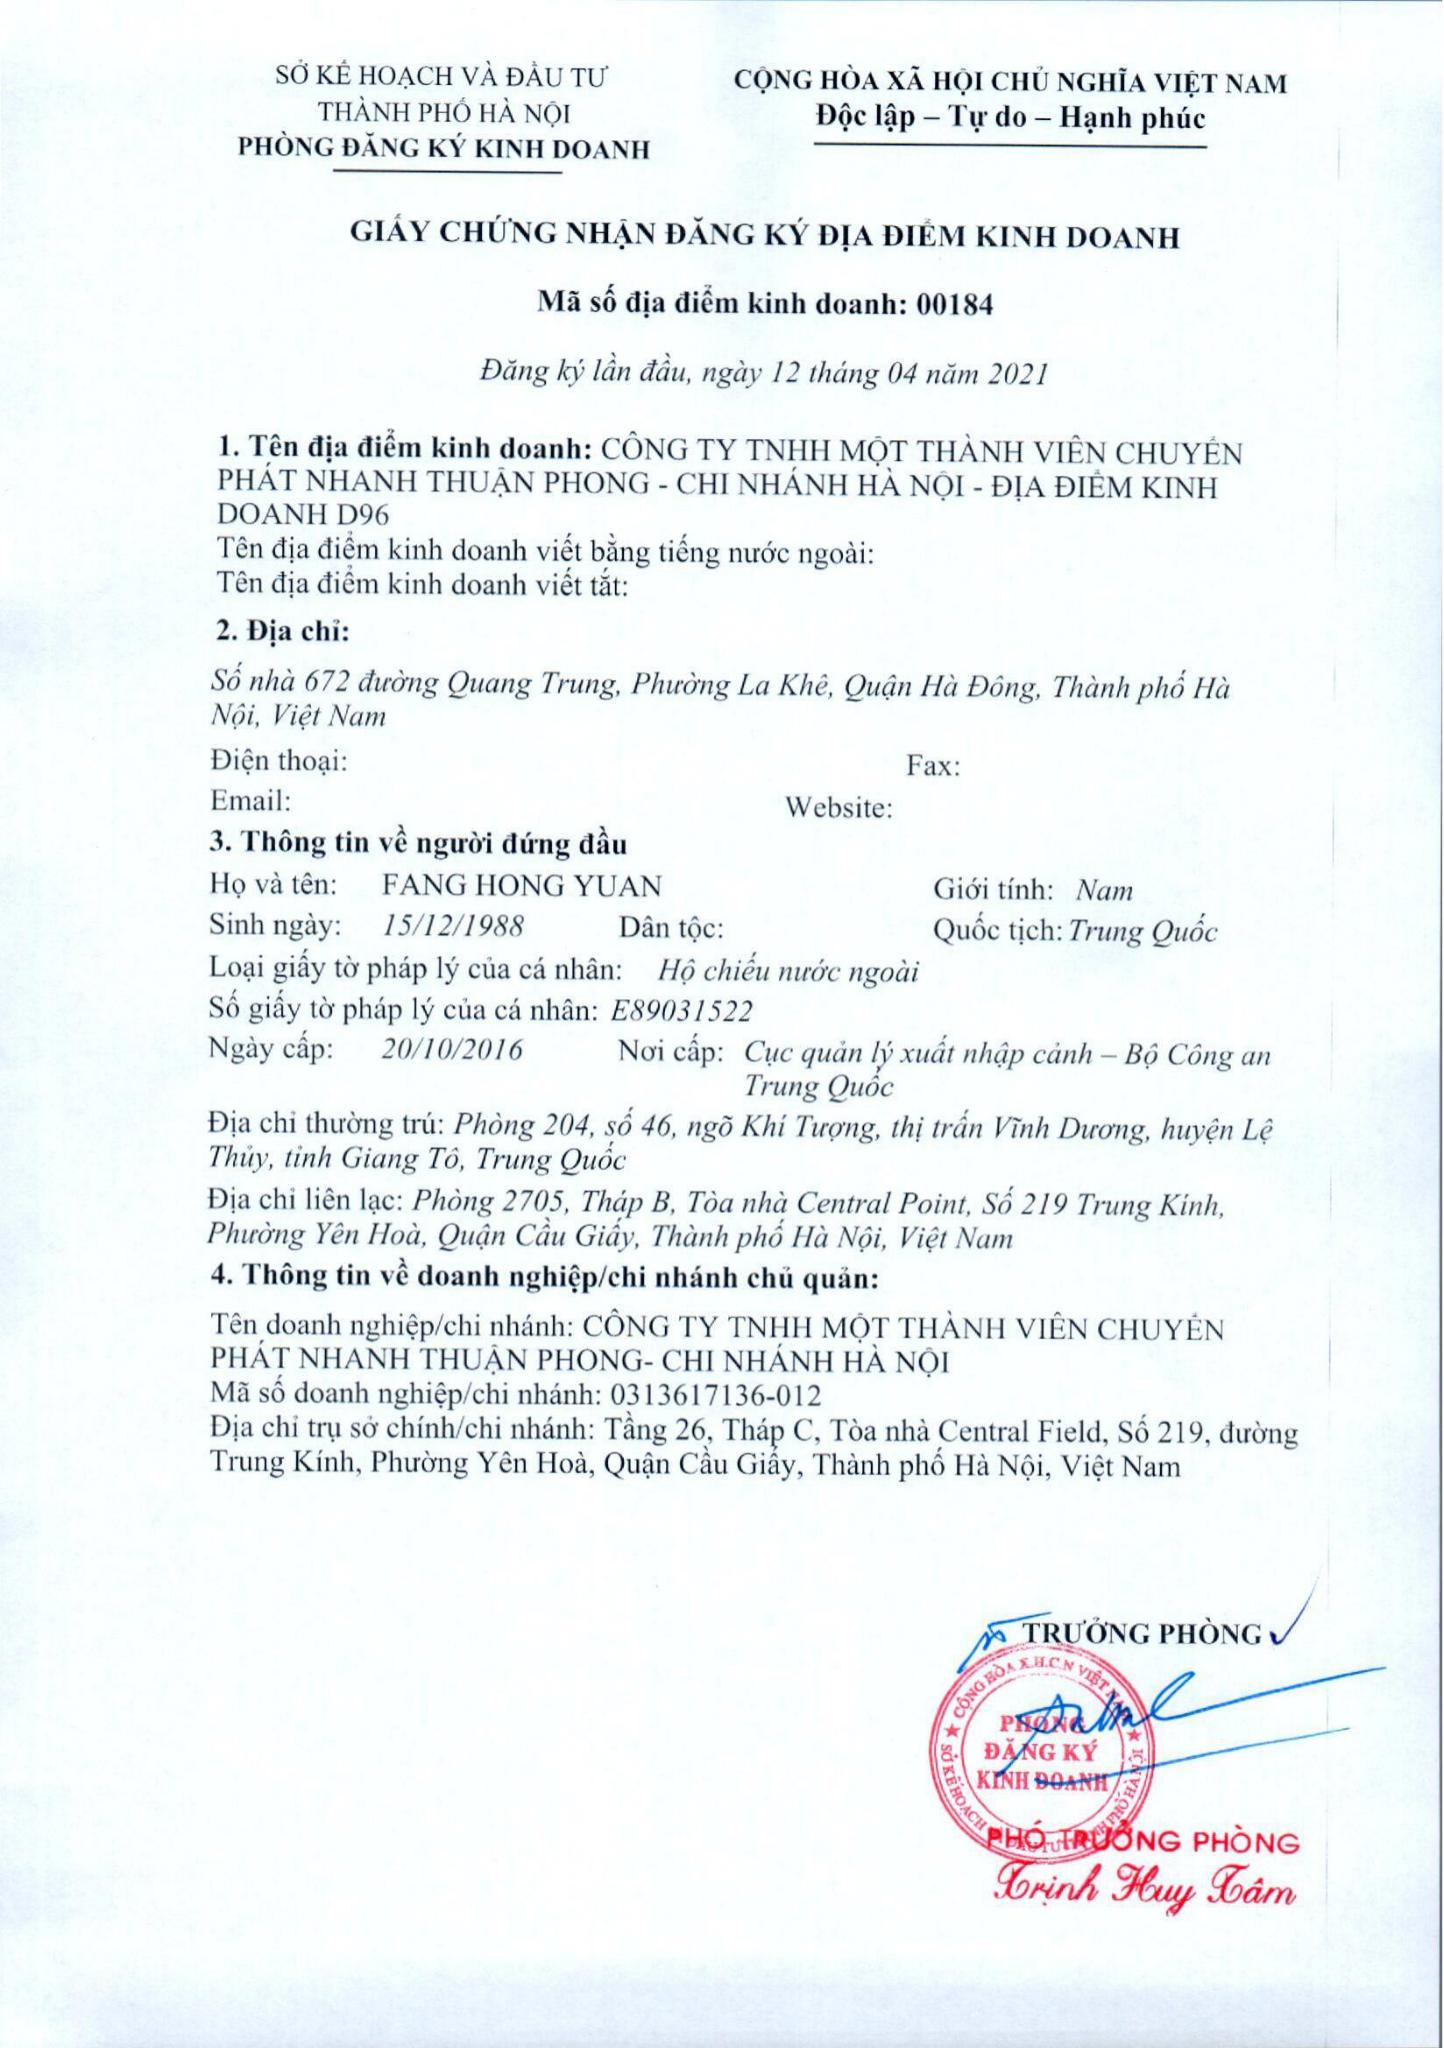 SỞ KẾ HOẠCH VÀ ĐẦU TƯ
THÀNH PHỐ HÀ NỘI
PHÒNG ĐĂNG KÝ KINH DOANH
CỘNG HÒA XÃ HỘI CHỦ NGHĨA VIỆT NAM
Độc lập – Tự do – Hạnh phúc
GIẤY CHỨNG NHẬN ĐĂNG KÝ ĐỊA ĐIỂM KINH DOANH
Mã số địa điểm kinh doanh: 00184
Đăng ký lần đầu, ngày 12 tháng 04 năm 2021
1. Tên địa điểm kinh doanh: CÔNG TY TNHH MỘT THÀNH VIÊN CHUYỂN
PHÁT NHANH THUẬN PHONG - CHI NHÁNH HÀ NỘI - ĐỊA ĐIỂM KINH
DOANH D96
Tên địa điểm kinh doanh viết bằng tiếng nước ngoài:
Tên địa điểm kinh doanh viết tắt:
2. Địa chỉ:
Số nhà 672 đường Quang Trung, Phường La Khê, Quận Hà Đông, Thành phố Hà
Nội, Việt Nam
Điện thoại: Fax:
Email: Website:
3. Thông tin về người đứng đầu
Họ và tên: FANG HONG YUAN Giới tính: Nam
Sinh ngày: 15/12/1988 Dân tộc: Quốc tịch: Trung Quốc
Loại giấy tờ pháp lý của cá nhân: Hộ chiếu nước ngoài
Số giấy tờ pháp lý của cá nhân: E89031522
Ngày cấp: 20/10/2016 Nơi cấp: Cục quản lý xuất nhập cảnh – Bộ Công an
Trung Quốc
Địa chỉ thường trú: Phòng 204, số 46, ngõ Khí Tượng, thị trấn Vĩnh Dương, huyện Lệ
Thủy, tỉnh Giang Tô, Trung Quốc
Địa chỉ liên lạc: Phòng 2705, Tháp B, Tòa nhà Central Point, Số 219 Trung Kính,
Phường Yên Hoà, Quận Cầu Giấy, Thành phố Hà Nội, Việt Nam
4. Thông tin về doanh nghiệp/chi nhánh chủ quản:
Tên doanh nghiệp/chi nhánh: CÔNG TY TNHH MỘT THÀNH VIÊN CHUYỂN
PHÁT NHANH THUẬN PHONG- CHI NHÁNH HÀ NỘI
Mã số doanh nghiệp/chi nhánh: 0313617136-012
Địa chỉ trụ sở chính/chi nhánh: Tầng 26, Tháp C, Tòa nhà Central Field, Số 219, đường
Trung Kính, Phường Yên Hoà, Quận Cầu Giấy, Thành phố Hà Nội, Việt Nam
TRƯỞNG PHÒNG
CỘNG HÒA X.H.C.N VIỆT NAM
PHÒNG
ĐĂNG KÝ
KINH DOANH
SỞ KẾ HOẠCH VÀ ĐẦU TƯ THÀNH PHỐ HÀ NỘI
PHÓ TRƯỞNG PHÒNG
Trịnh Huy Tâm